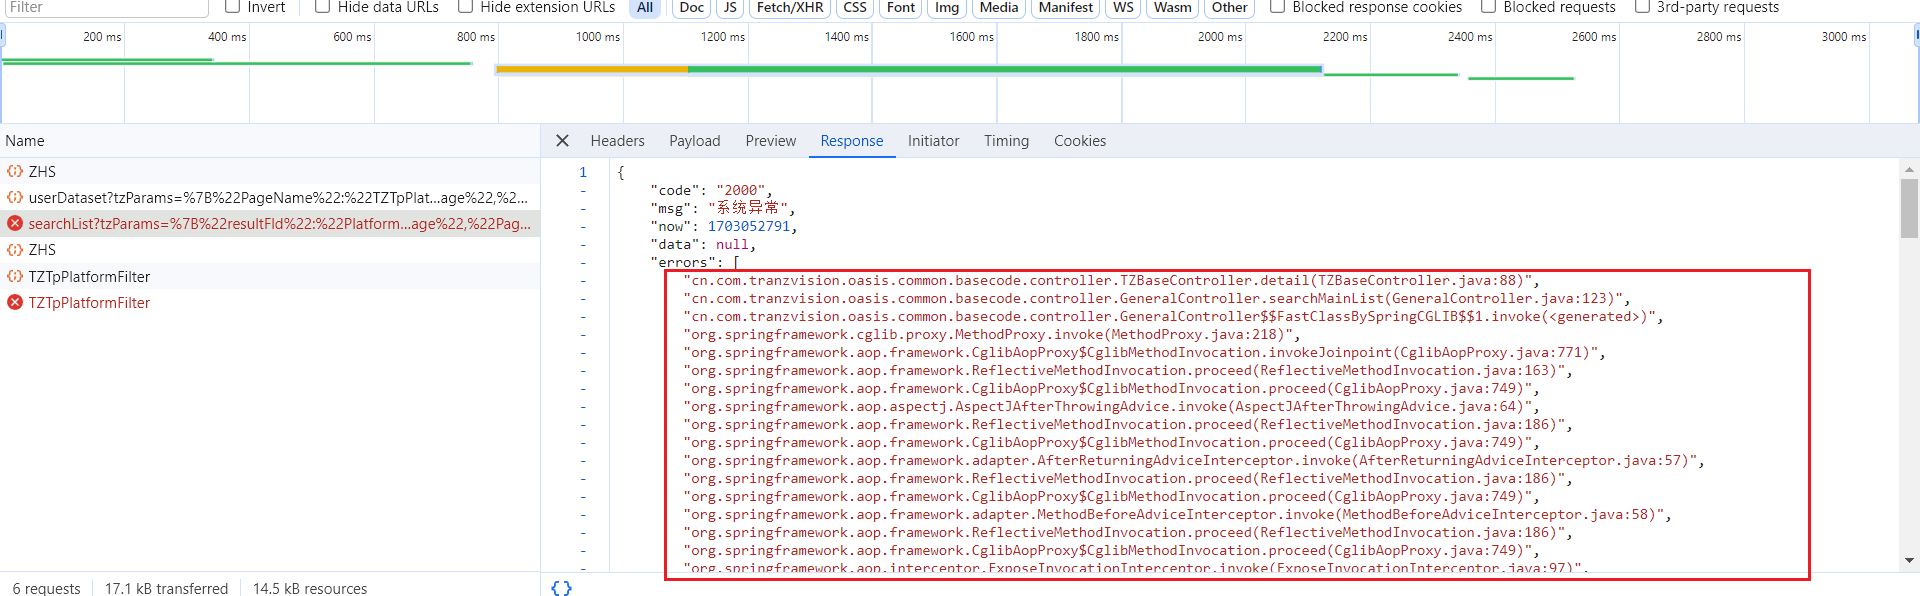 Filter
Invert
Hide data URLs
Hide extension URLs
All
Doc
JS
Fetch/XHR
CSS
Font
Img
Media
Manifest
WS
Wasm
Other
Blocked response cookies
Blocked requests
3rd-party requests
200 ms
400 ms
600 ms
800 ms
1000 ms
1200 ms
1400 ms
1600 ms
1800 ms
2000 ms
2200 ms
2400 ms
2600 ms
2800 ms
3000 ms
Name
ZHS
userDataset?tzParams=%7B%22PageName%22:%22TZTpPlat...age%22,%2...
searchList?tzParams=%7B%22resultFld%22:%22Platform...age%22,%22Pag...
ZHS
TZTpPlatformFilter
TZTpPlatformFilter
6 requests
17.1 kB transferred
14.5 kB resources
Headers
Payload
Preview
Response
Initiator
Timing
Cookies
1 {
"code": "2000",
"msg": "系统异常",
"now": 1703052791,
"data": null,
"errors": [
"cn.com.tranzvision.oasis.common.basecode.controller.TZBaseController.detail(TZBaseController.java:88)",
"cn.com.tranzvision.oasis.common.basecode.controller.GeneralController.searchMainList(GeneralController.java:123)",
"cn.com.tranzvision.oasis.common.basecode.controller.GeneralController$$FastClassBySpringCGLIB$$1.invoke(<generated>)",
"org.springframework.cglib.proxy.MethodProxy.invoke(MethodProxy.java:218)",
"org.springframework.aop.framework.CglibAopProxy$CglibMethodInvocation.invokeJoinpoint(CglibAopProxy.java:771)",
"org.springframework.aop.framework.ReflectiveMethodInvocation.proceed(ReflectiveMethodInvocation.java:163)",
"org.springframework.aop.framework.CglibAopProxy$CglibMethodInvocation.proceed(CglibAopProxy.java:749)",
"org.springframework.aop.aspectj.AspectJAfterThrowingAdvice.invoke(AspectJAfterThrowingAdvice.java:64)",
"org.springframework.aop.framework.ReflectiveMethodInvocation.proceed(ReflectiveMethodInvocation.java:186)",
"org.springframework.aop.framework.CglibAopProxy$CglibMethodInvocation.proceed(CglibAopProxy.java:749)",
"org.springframework.aop.framework.adapter.AfterReturningAdviceInterceptor.invoke(AfterReturningAdviceInterceptor.java:57)",
"org.springframework.aop.framework.ReflectiveMethodInvocation.proceed(ReflectiveMethodInvocation.java:186)",
"org.springframework.aop.framework.CglibAopProxy$CglibMethodInvocation.proceed(CglibAopProxy.java:749)",
"org.springframework.aop.framework.adapter.MethodBeforeAdviceInterceptor.invoke(MethodBeforeAdviceInterceptor.java:58)",
"org.springframework.aop.framework.ReflectiveMethodInvocation.proceed(ReflectiveMethodInvocation.java:186)",
"org.springframework.aop.framework.CglibAopProxy$CglibMethodInvocation.proceed(CglibAopProxy.java:749)",
"org.springframework.aop.interceptor.ExposeInvocationInterceptor.invoke(ExposeInvocationInterceptor.java:97)",